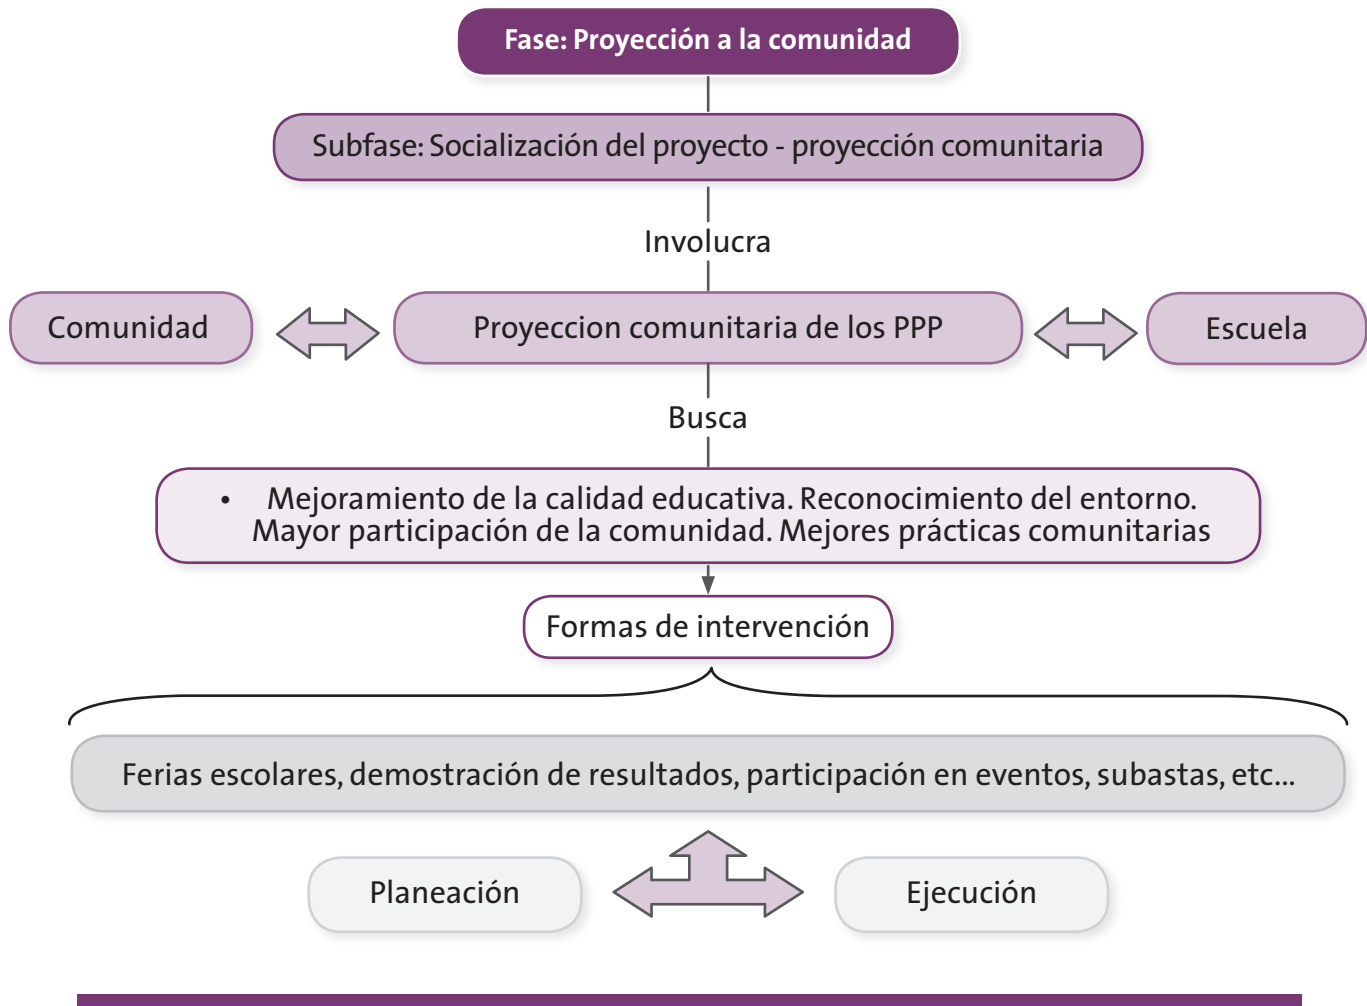 Fase: Proyección a la comunidad
Subfase: Socialización del proyecto - proyección comunitaria
Involucra
Comunidad
Proyeccion comunitaria de los PPP
Escuela
Busca
• Mejoramiento de la calidad educativa. Reconocimiento del entorno.
Mayor participación de la comunidad. Mejores prácticas comunitarias
Formas de intervención
Ferias escolares, demostración de resultados, participación en eventos, subastas, etc...
Planeación
Ejecución